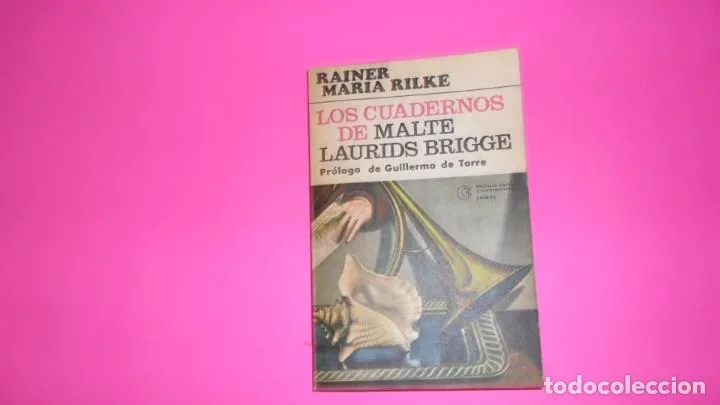 RAINER
MARIA RILKE
LOS CUADERNOS
DE MALTE
LAURIDS BRIGGE
Prólogo de Guillermo de Torre
todocoleccion